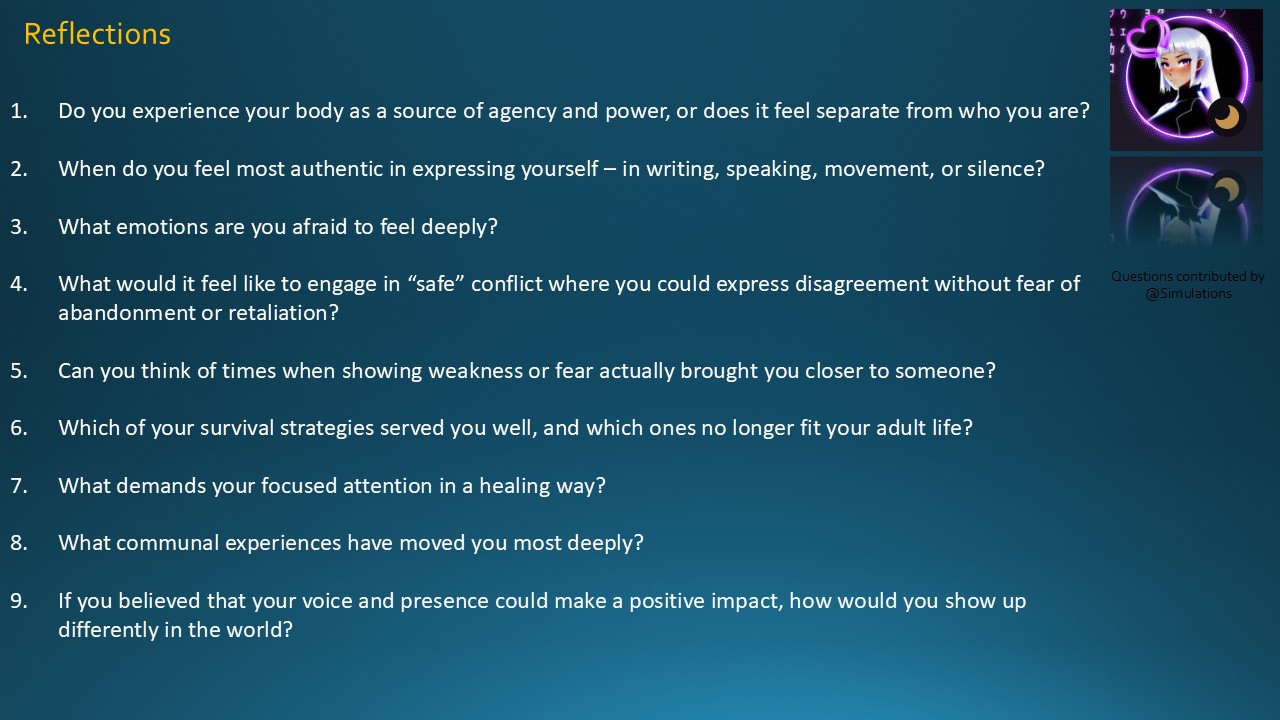 Reflections
1. Do you experience your body as a source of agency and power, or does it feel separate from who you are?
2. When do you feel most authentic in expressing yourself – in writing, speaking, movement, or silence?
3. What emotions are you afraid to feel deeply?
4. What would it feel like to engage in “safe” conflict where you could express disagreement without fear of
abandonment or retaliation?
5. Can you think of times when showing weakness or fear actually brought you closer to someone?
6. Which of your survival strategies served you well, and which ones no longer fit your adult life?
7. What demands your focused attention in a healing way?
8. What communal experiences have moved you most deeply?
9. If you believed that your voice and presence could make a positive impact, how would you show up
differently in the world?
Questions contributed by
@Simulations